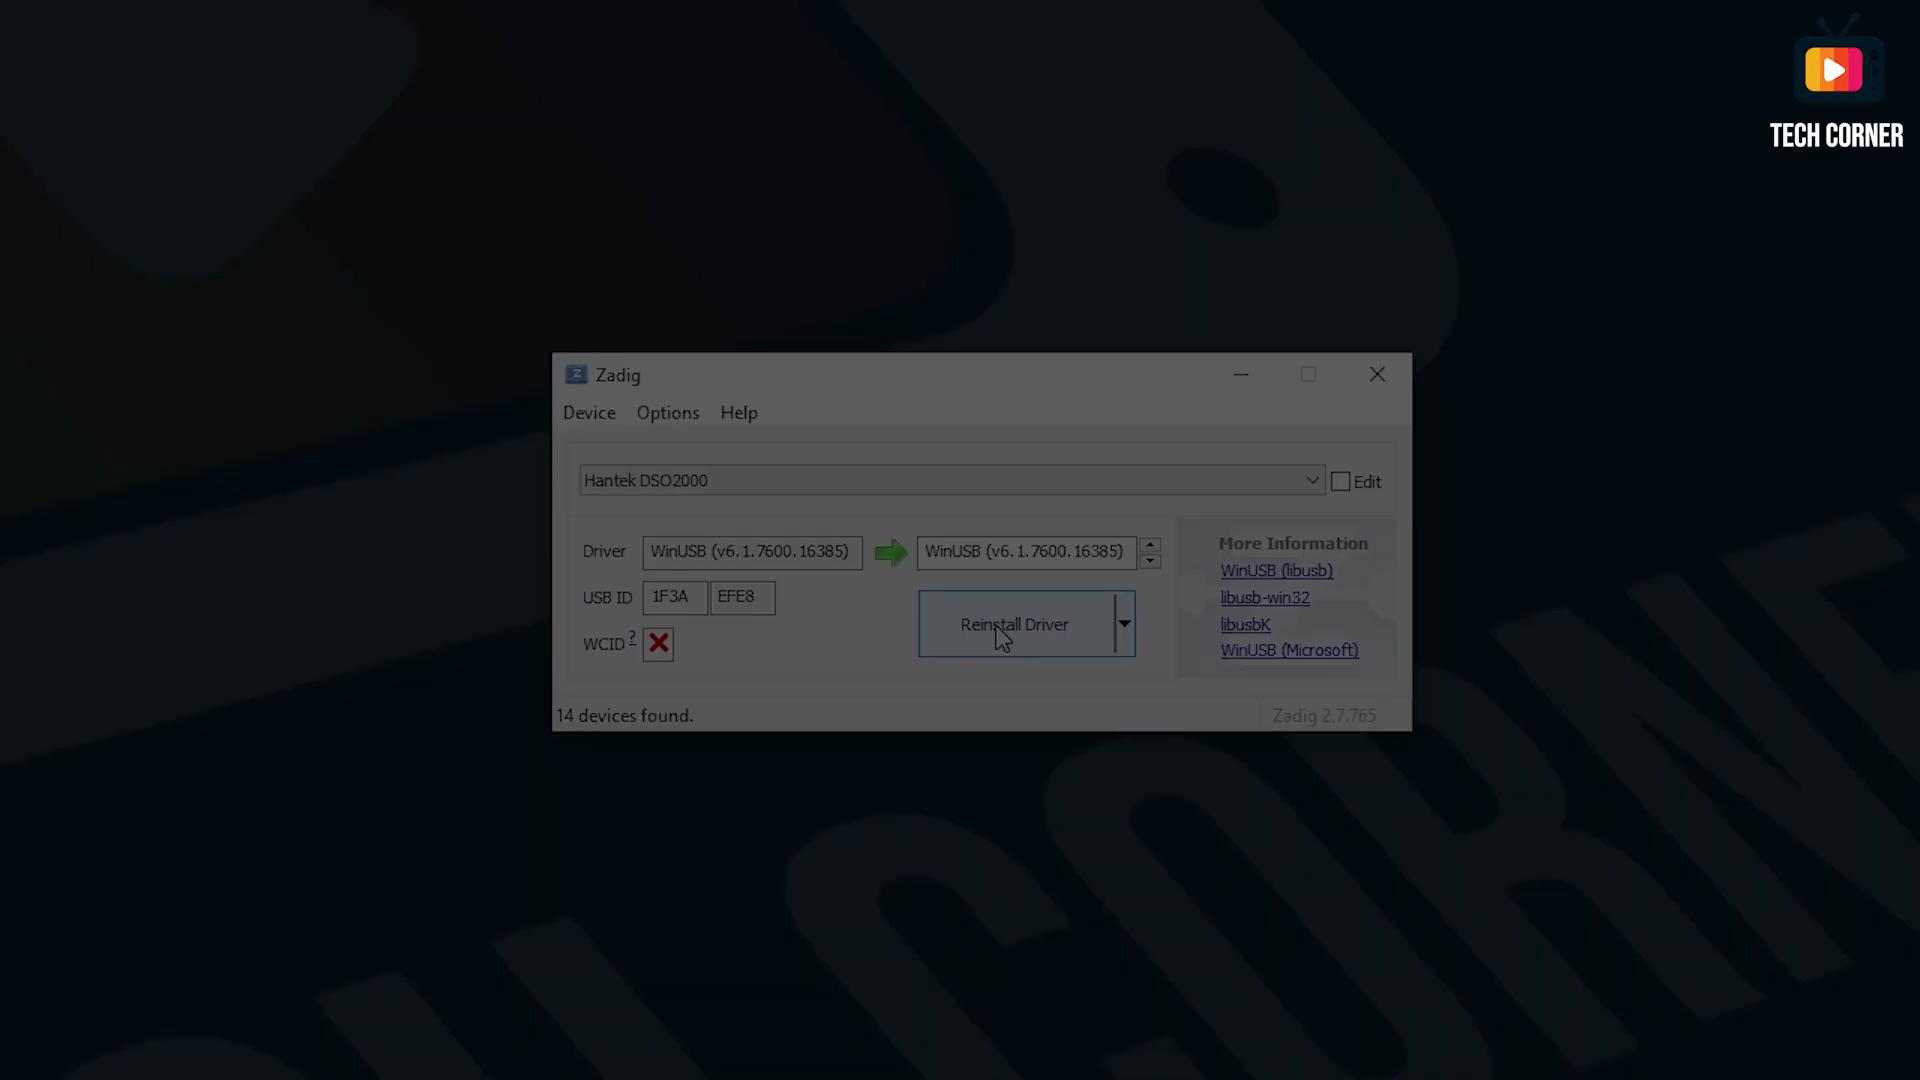 TECH CORNER
Zadig
Device Options Help
Hantek DSO2000
Edit
Driver WinUSB (v6.1.7600.16385) WinUSB (v6.1.7600.16385)
USB ID 1F3A EFE8
WCID ?
Reinstall Driver
More Information
WinUSB (libusb)
libusb-win32
libusbK
WinUSB (Microsoft)
14 devices found.
Zadig 2.7.765
CORNE